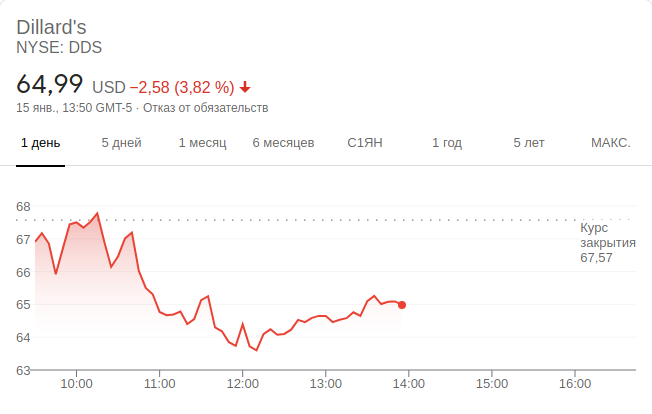 Dillard's
NYSE: DDS
64,99 USD −2,58 (3,82 %)
15 янв., 13:50 GMT-5 · Отказ от обязательств
1 день 5 дней 1 месяц 6 месяцев С1ЯН 1 год 5 лет МАКС.
68
Курс
67
закрытия
67,57
66
65
64
63
10:00 11:00 12:00 13:00 14:00 15:00 16:00